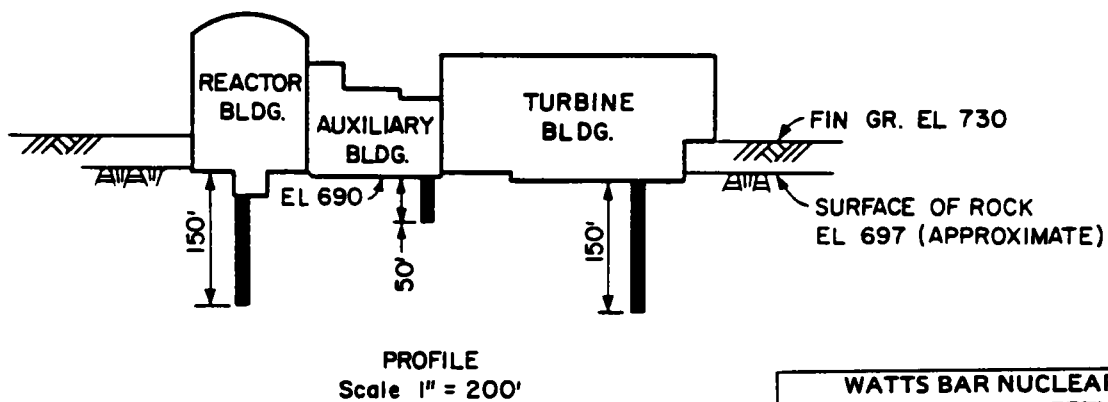 REACTOR
BLDG.
AUXILIARY
BLDG.
TURBINE
BLDG.
FIN GR. EL 730
EL 690
SURFACE OF ROCK
EL 697 (APPROXIMATE)
150'
50'
150'
PROFILE
Scale 1" = 200'
WATTS BAR NUCLEAR